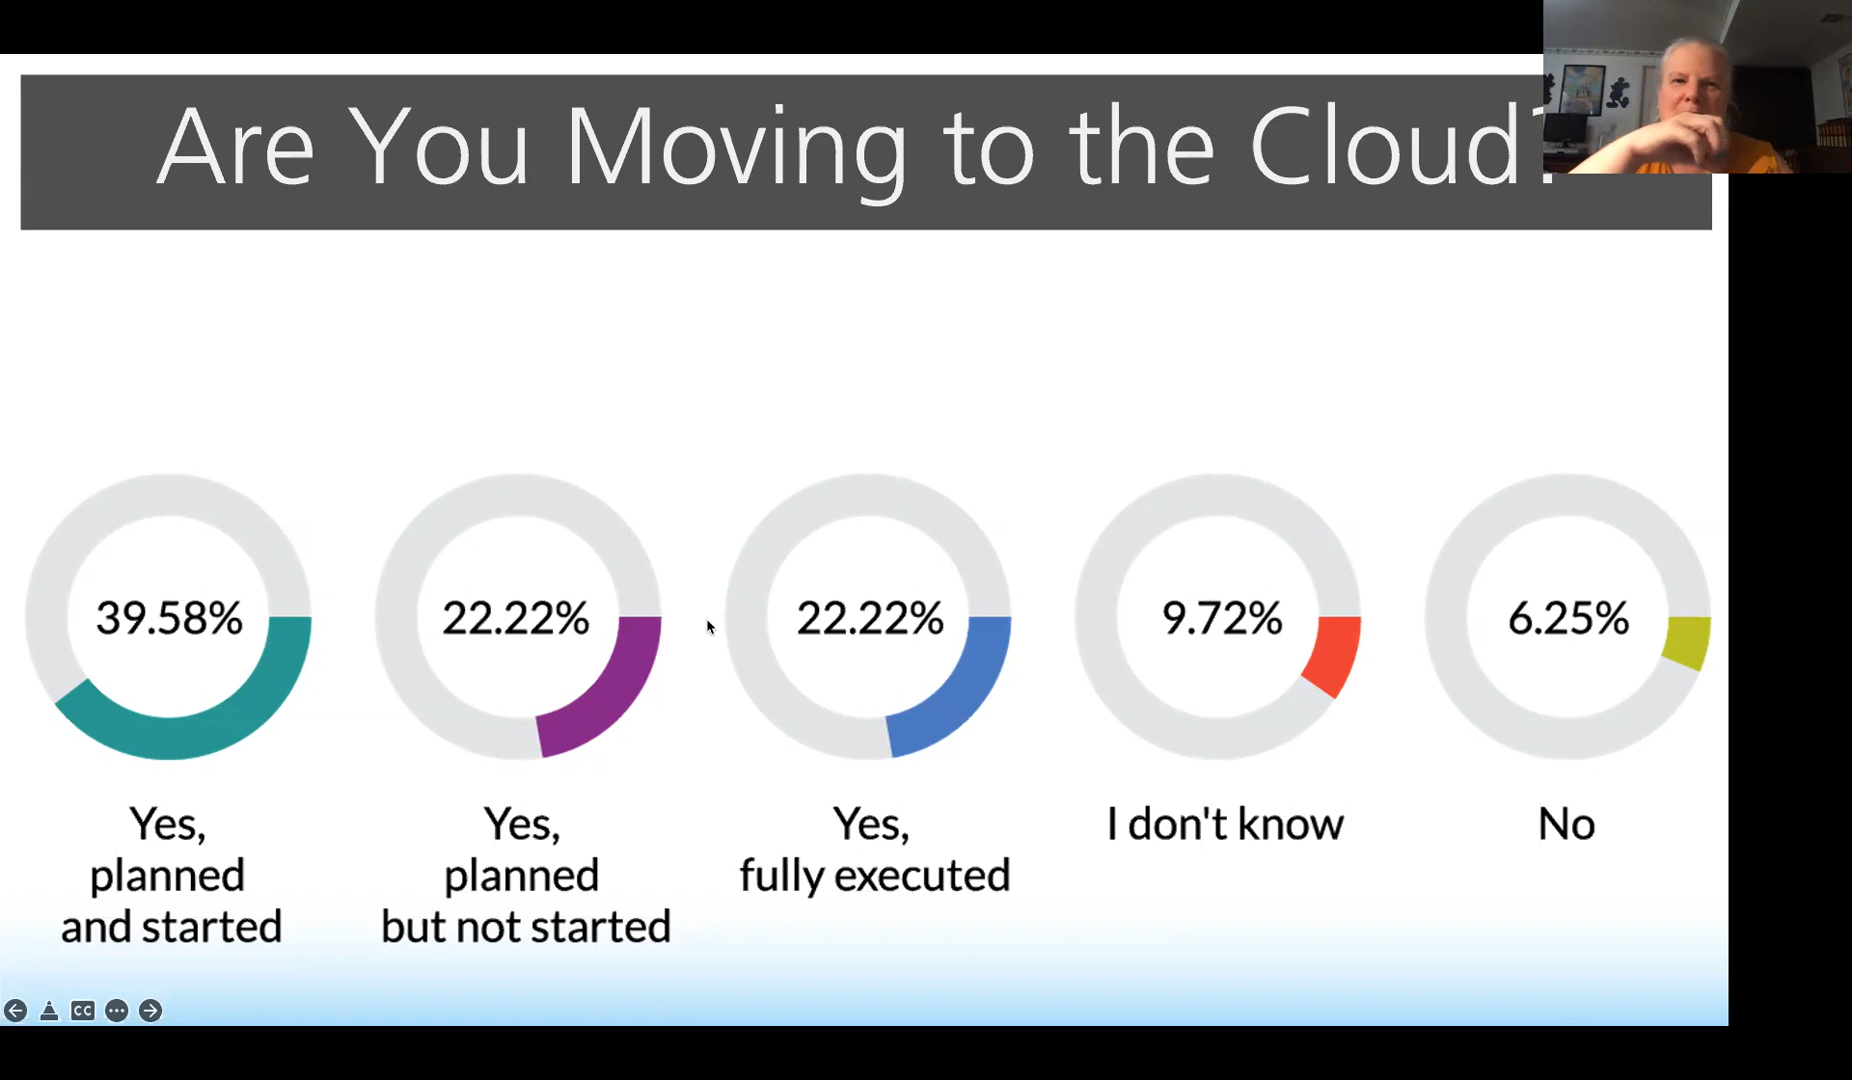 Are You Moving to the Cloud?
39.58%
22.22%
22.22%
9.72%
6.25%
Yes,
planned
and started
Yes,
planned
but not started
Yes,
fully executed
I don't know
No
CC